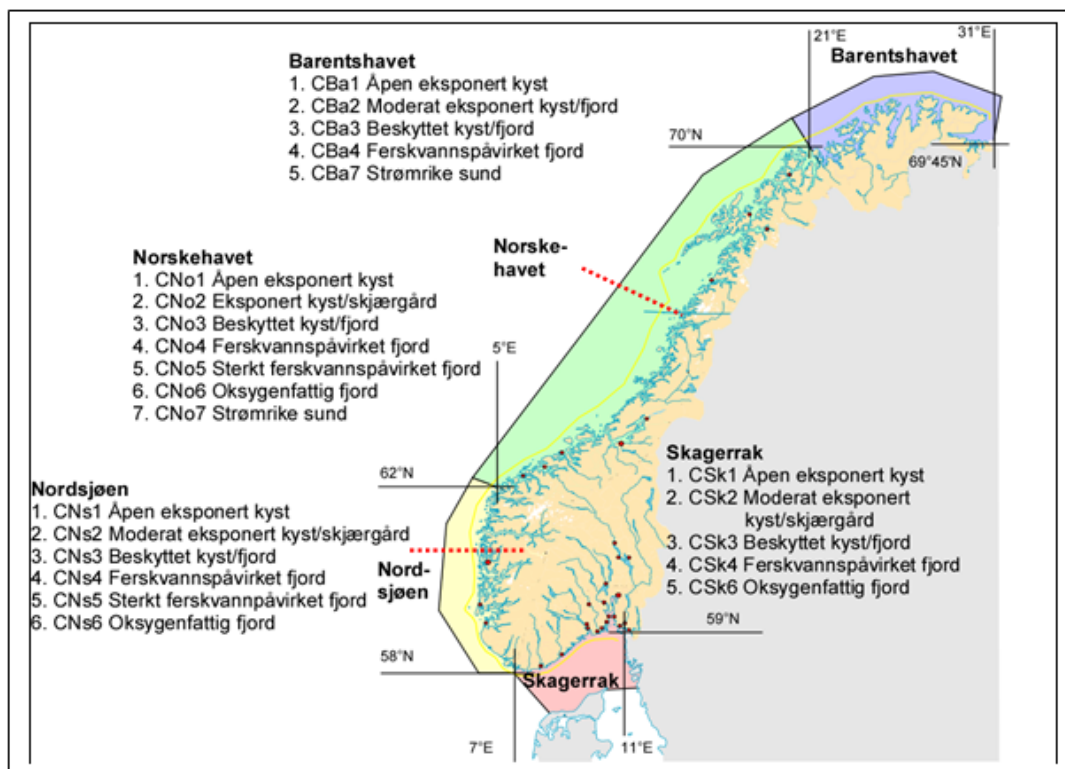 Barentshavet
1. CBa1 Åpen eksponert kyst
2. CBa2 Moderat eksponert kyst/fjord
3. CBa3 Beskyttet kyst/fjord
4. CBa4 Ferskvannspåvirket fjord
5. CBa7 Strømrike sund
21°E
31°E
Barentshavet
70°N
69°45'N
Norskehavet
1. CNo1 Åpen eksponert kyst
2. CNo2 Eksponert kyst/skjærgård
3. CNo3 Beskyttet kyst/fjord
4. CNo4 Ferskvannspåvirket fjord
5. CNo5 Sterkt ferskvannspåvirket fjord
6. CNo6 Oksygenfattig fjord
7. CNo7 Strømrike sund
Norske-
havet
5°E
62°N
Nordsjøen
1. CNs1 Åpen eksponert kyst
2. CNs2 Moderat eksponert kyst/skjærgård
3. CNs3 Beskyttet kyst/fjord
4. CNs4 Ferskvannspåvirket fjord
5. CNs5 Sterkt ferskvannpåvirket fjord
6. CNs6 Oksygenfattig fjord
Nord-
sjøen
Skagerrak
1. CSk1 Åpen eksponert kyst
2. CSk2 Moderat eksponert
kyst/skjærgård
3. CSk3 Beskyttet kyst/fjord
4. CSk4 Ferskvannspåvirket fjord
5. CSk6 Oksygenfattig fjord
59°N
58°N
Skagerrak
7°E
11°E